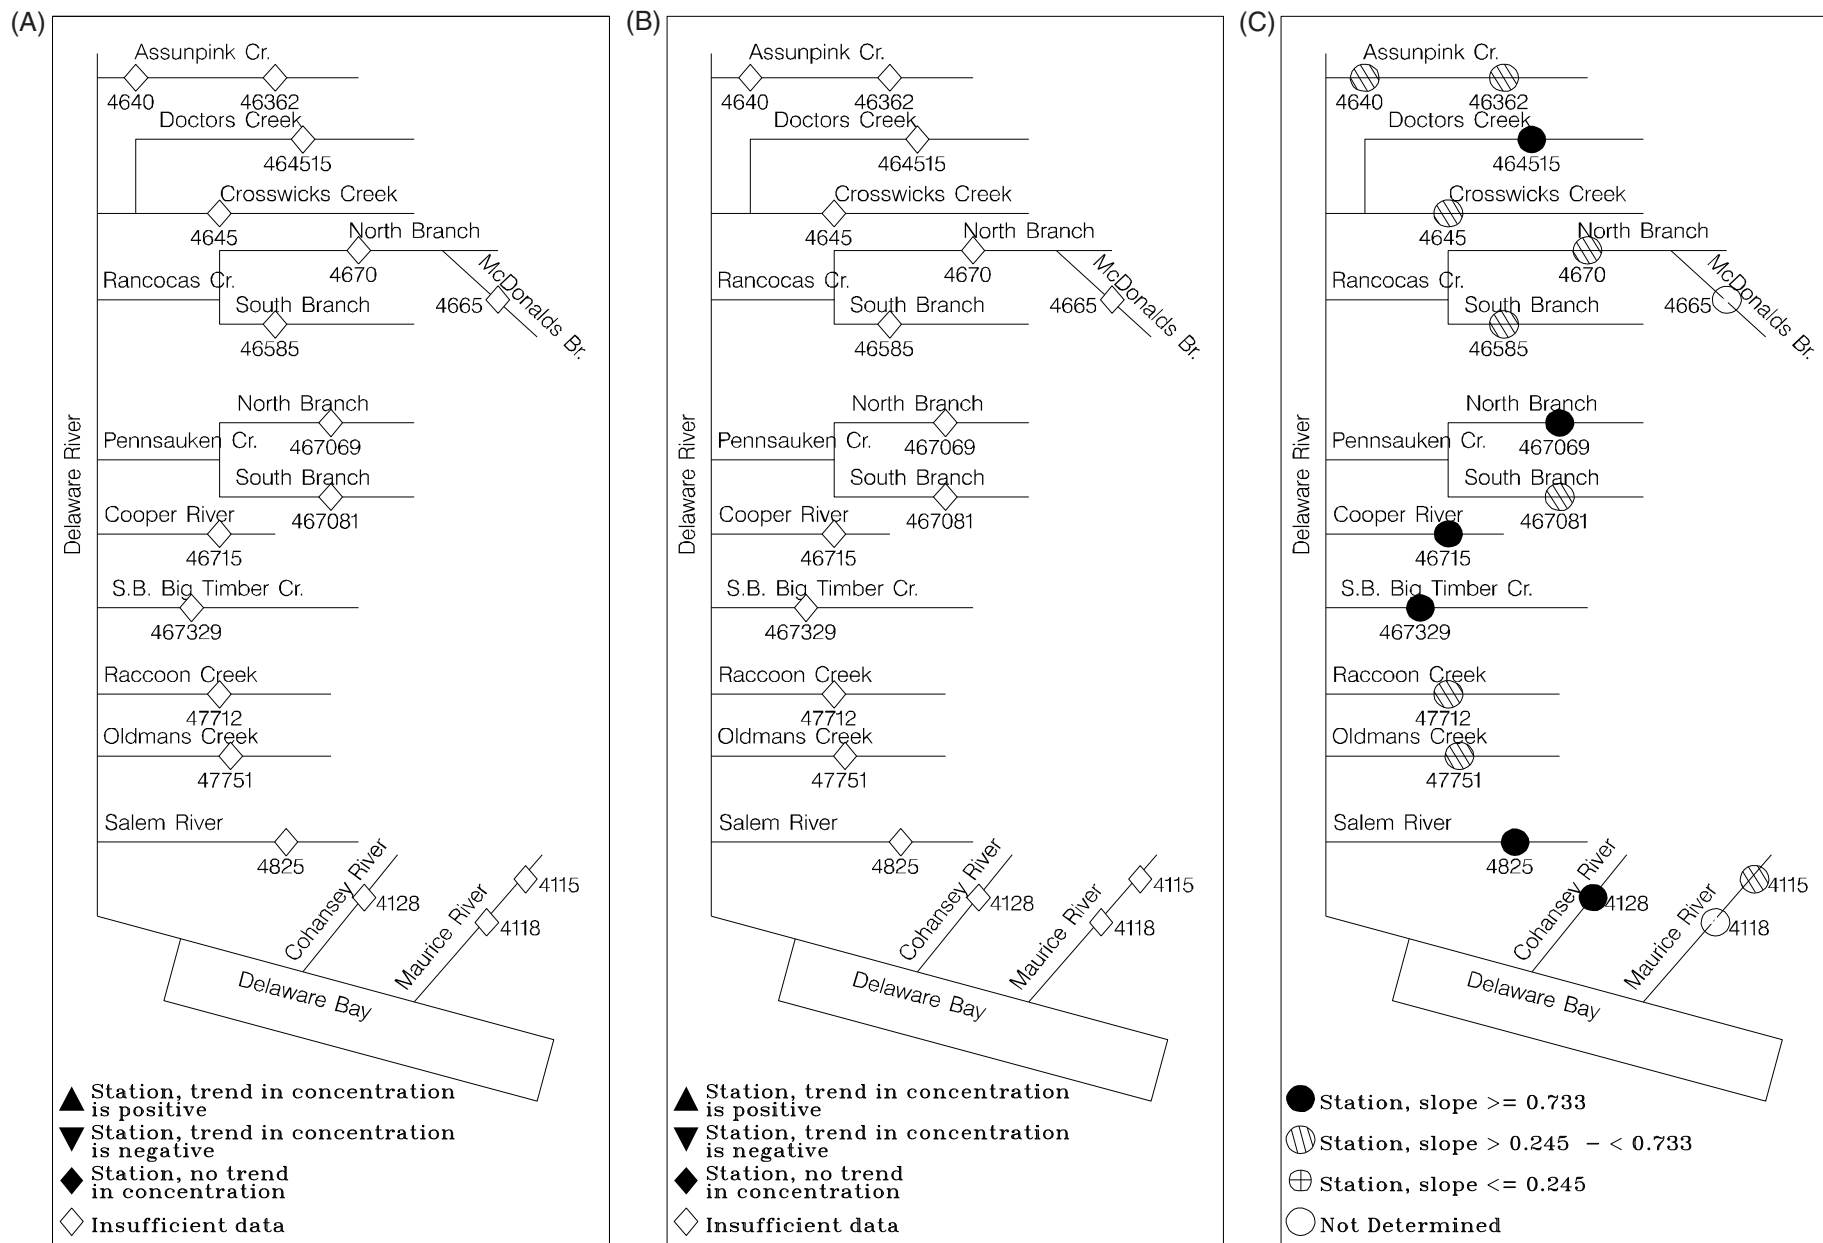 (A)
Assunpink Cr.
4640
46362
Doctors Creek
464515
Crosswicks Creek
4645
North Branch
4670
McDonalds Br.
4665
Rancocas Cr.
South Branch
46585
North Branch
467069
Pennsauken Cr.
South Branch
467081
Cooper River
46715
S.B. Big Timber Cr.
467329
Raccoon Creek
47712
Oldmans Creek
47751
Salem River
4825
Delaware River
Cohansey River
4128
Maurice River
4115
4118
Delaware Bay
Station, trend in concentration
is positive
Station, trend in concentration
is negative
Station, no trend
in concentration
Insufficient data
(B)
Assunpink Cr.
4640
46362
Doctors Creek
464515
Crosswicks Creek
4645
North Branch
4670
McDonalds Br.
4665
Rancocas Cr.
South Branch
46585
North Branch
467069
Pennsauken Cr.
South Branch
467081
Cooper River
46715
S.B. Big Timber Cr.
467329
Raccoon Creek
47712
Oldmans Creek
47751
Salem River
4825
Delaware River
Cohansey River
4128
Maurice River
4115
4118
Delaware Bay
Station, trend in concentration
is positive
Station, trend in concentration
is negative
Station, no trend
in concentration
Insufficient data
(C)
Assunpink Cr.
4640
46362
Doctors Creek
464515
Crosswicks Creek
4645
North Branch
4670
McDonalds Br.
4665
Rancocas Cr.
South Branch
46585
North Branch
467069
Pennsauken Cr.
South Branch
467081
Cooper River
46715
S.B. Big Timber Cr.
467329
Raccoon Creek
47712
Oldmans Creek
47751
Salem River
4825
Delaware River
Cohansey River
4128
Maurice River
4115
4118
Delaware Bay
Station, slope >= 0.733
Station, slope > 0.245 – < 0.733
Station, slope <= 0.245
Not Determined